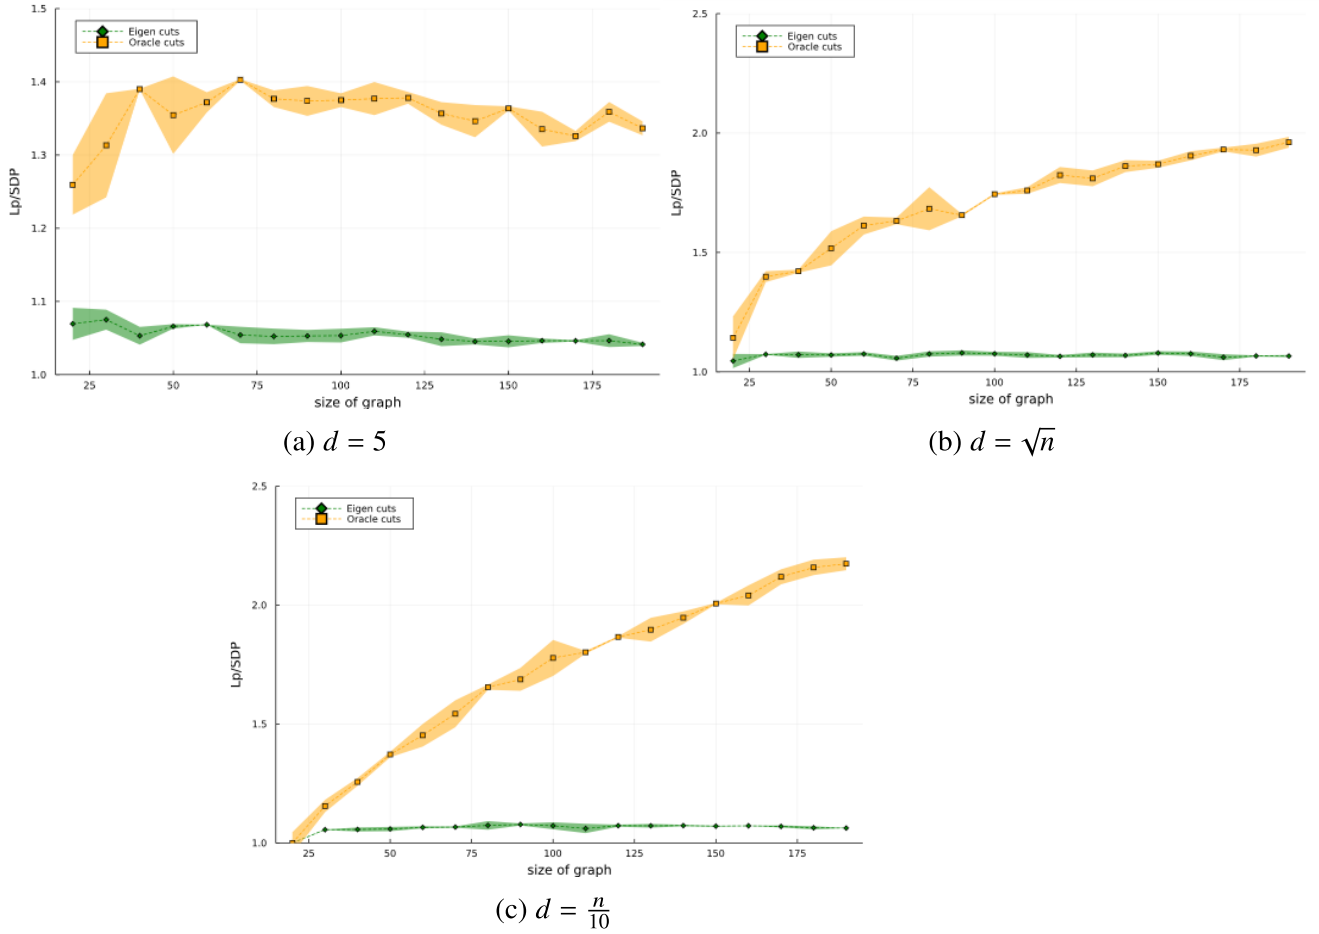 Eigen cuts
Oracle cuts
Lp/SDP
1.5
1.4
1.3
1.2
1.1
1.0
25 50 75 100 125 150 175
size of graph
(a) d = 5
Eigen cuts
Oracle cuts
Lp/SDP
2.5
2.0
1.5
1.0
25 50 75 100 125 150 175
size of graph
(b) d = √n
Eigen cuts
Oracle cuts
Lp/SDP
2.5
2.0
1.5
1.0
25 50 75 100 125 150 175
size of graph
(c) d = n/10